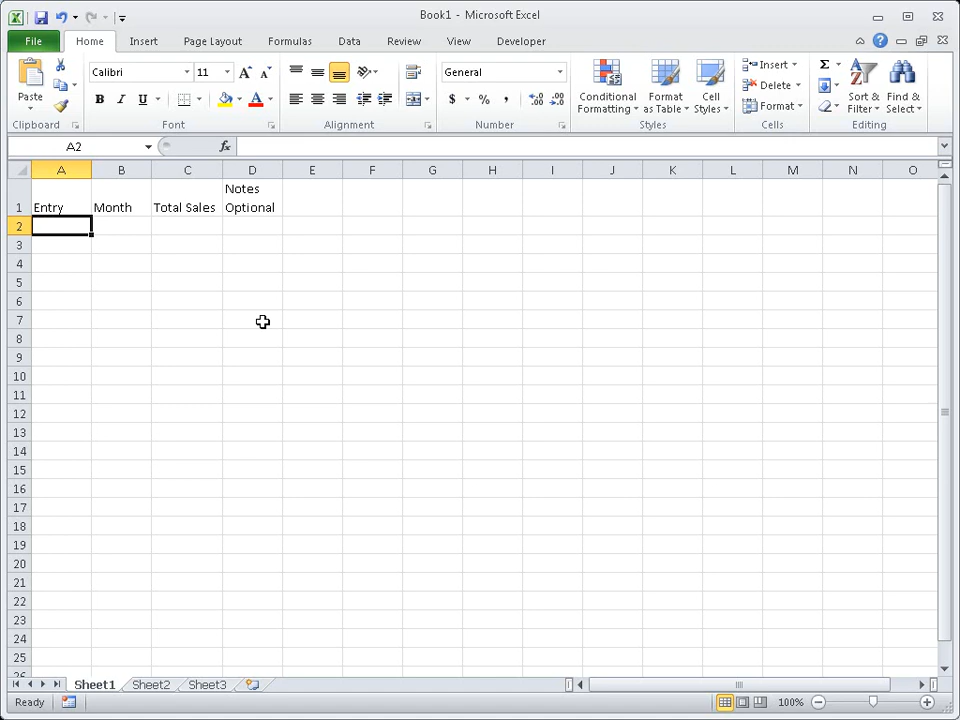 Book1 - Microsoft Excel
File Home Insert Page Layout Formulas Data Review View Developer
Calibri 11 General Insert Σ
Paste B I U A $ % , .00 .0 Conditional Formatting Format as Table Cell Styles Delete Format Sort & Filter Find & Select
Clipboard Font Alignment Number Styles Cells Editing
A2 fx
A B C D E F G H I J K L M N O
Notes
1 Entry Month Total Sales Optional
2
3
4
5
6
7
8
9
10
11
12
13
14
15
16
17
18
19
20
21
22
23
24
25
26
Sheet1 Sheet2 Sheet3
Ready 100%